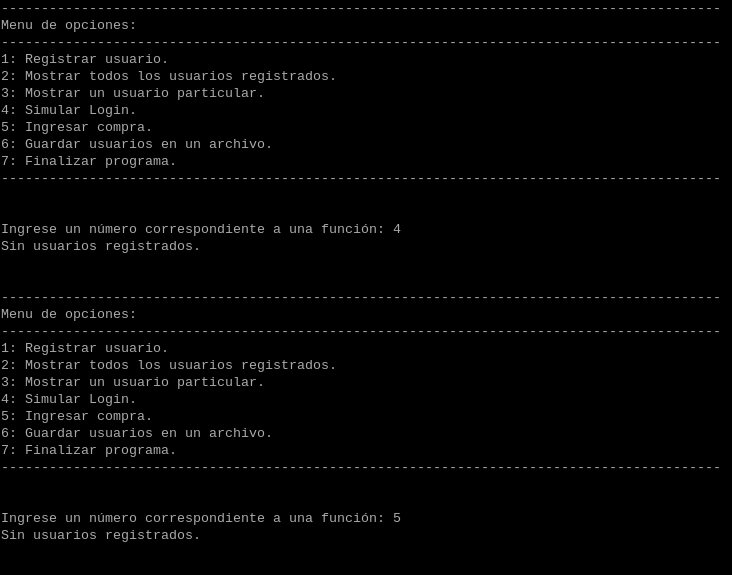 ------------------------------------------------------------------------------------------
Menu de opciones:
------------------------------------------------------------------------------------------
1: Registrar usuario.
2: Mostrar todos los usuarios registrados.
3: Mostrar un usuario particular.
4: Simular Login.
5: Ingresar compra.
6: Guardar usuarios en un archivo.
7: Finalizar programa.
------------------------------------------------------------------------------------------
Ingrese un número correspondiente a una función: 4
Sin usuarios registrados.
------------------------------------------------------------------------------------------
Menu de opciones:
------------------------------------------------------------------------------------------
1: Registrar usuario.
2: Mostrar todos los usuarios registrados.
3: Mostrar un usuario particular.
4: Simular Login.
5: Ingresar compra.
6: Guardar usuarios en un archivo.
7: Finalizar programa.
------------------------------------------------------------------------------------------
Ingrese un número correspondiente a una función: 5
Sin usuarios registrados.